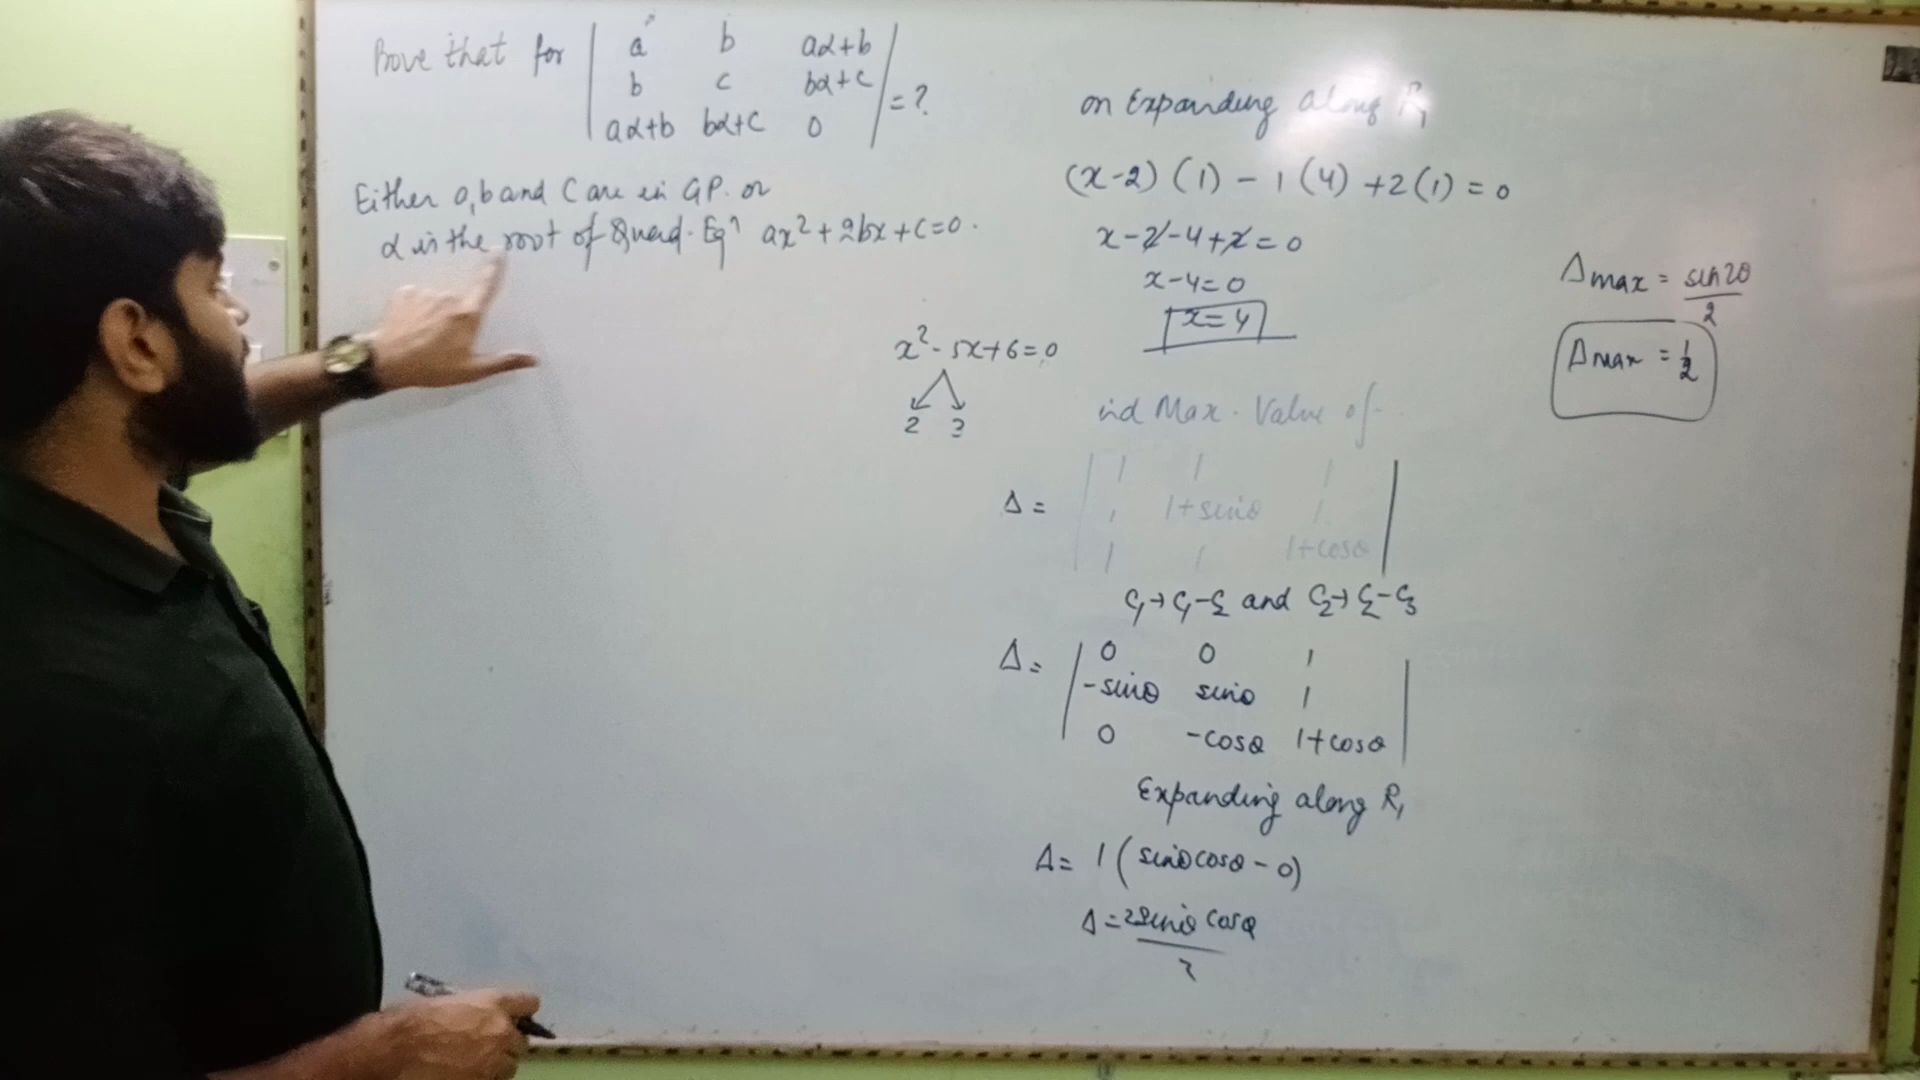 Prove that for | a b aα+b |
| b c bα+c | = ?
| aα+b bα+c 0 |
Either a, b and C are in GP. or
α is the root of Quad. Eqn ax² + 2bx + c = 0.
x² - 5x + 6 = 0
2 3
on Expanding along R₁
(x-2) (1) - 1 (4) + 2 (1) = 0
x - 2 - 4 + 2 = 0
x - 4 = 0
x = 4
ind Max. Value of
Δ = | 1 1 1 |
| 1 1+sinθ 1 |
| 1 1 1+cosθ |
C₁→C₁-C₂ and C₂→C₂-C₃
Δ = | 0 0 1 |
| -sinθ sinθ 1 |
| 0 -cosθ 1+cosθ |
Expanding along R₁
Δ = 1 (sinθcosθ - 0)
Δ = 2sinθ cosθ
2
Δmax = sin2θ
2
Δmax = 1/2